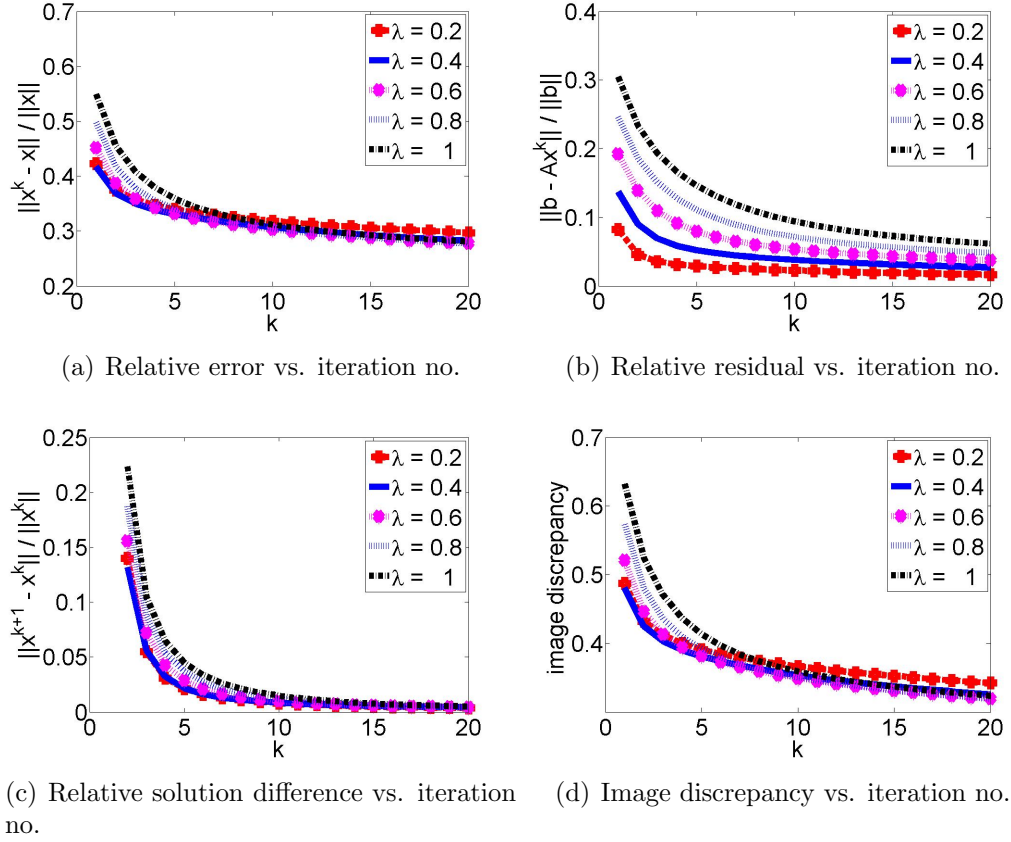 0.7
0.6
0.5
0.4
0.3
0.2
0
5
10
15
20
k
||x^k - x|| / ||x||
λ = 0.2
λ = 0.4
λ = 0.6
λ = 0.8
λ = 1
(a) Relative error vs. iteration no.
0.4
0.3
0.2
0.1
0
0
5
10
15
20
k
||b - Ax^k|| / ||b||
λ = 0.2
λ = 0.4
λ = 0.6
λ = 0.8
λ = 1
(b) Relative residual vs. iteration no.
0.25
0.2
0.15
0.1
0.05
0
0
5
10
15
20
k
||x^{k+1} - x^k|| / ||x^k||
λ = 0.2
λ = 0.4
λ = 0.6
λ = 0.8
λ = 1
(c) Relative solution difference vs. iteration
no.
0.7
0.6
0.5
0.4
0
5
10
15
20
k
image discrepancy
λ = 0.2
λ = 0.4
λ = 0.6
λ = 0.8
λ = 1
(d) Image discrepancy vs. iteration no.